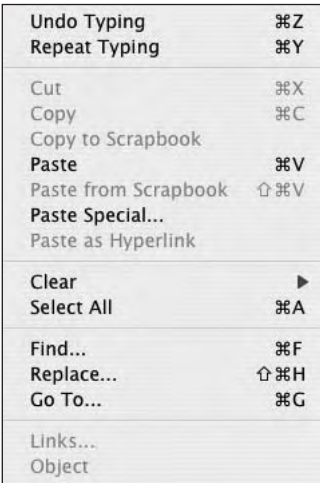 Undo Typing ⌘Z
Repeat Typing ⌘Y
Cut ⌘X
Copy ⌘C
Copy to Scrapbook
Paste ⌘V
Paste from Scrapbook ⇧⌘V
Paste Special...
Paste as Hyperlink
Clear ▶
Select All ⌘A
Find... ⌘F
Replace... ⇧⌘H
Go To... ⌘G
Links...
Object